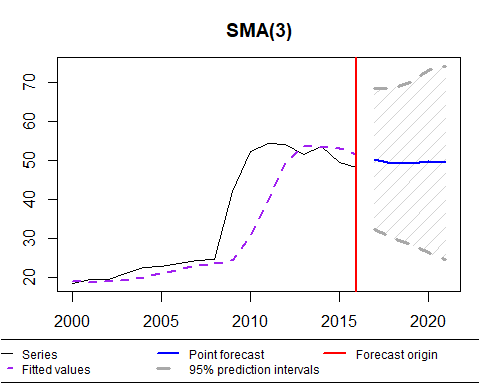 SMA(3)
70
60
50
40
30
20
2000 2005 2010 2015 2020
Series Point forecast Forecast origin
Fitted values 95% prediction intervals